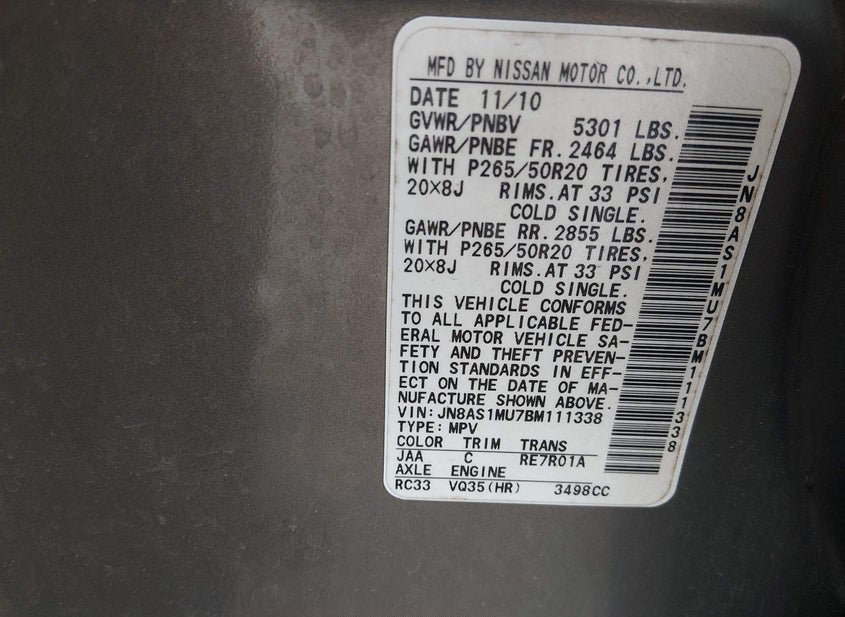 MFD BY NISSAN MOTOR CO.,LTD.
DATE 11/10
GVWR/PNBV 5301 LBS.
GAWR/PNBE FR. 2464 LBS.
WITH P265/50R20 TIRES,
20×8J RIMS.AT 33 PSI
COLD SINGLE.
GAWR/PNBE RR. 2855 LBS.
WITH P265/50R20 TIRES,
20×8J RIMS.AT 33 PSI
COLD SINGLE.
THIS VEHICLE CONFORMS
TO ALL APPLICABLE FED-
ERAL MOTOR VEHICLE SA-
FETY AND THEFT PREVEN-
TION STANDARDS IN EFF-
ECT ON THE DATE OF MA-
NUFACTURE SHOWN ABOVE.
VIN:JN8AS1MU7BM111338
TYPE:MPV
COLOR TRIM TRANS
JAA C RE7R01A
AXLE ENGINE
RC33 VQ35(HR) 3498CC
JN8AS1MU7BM111338